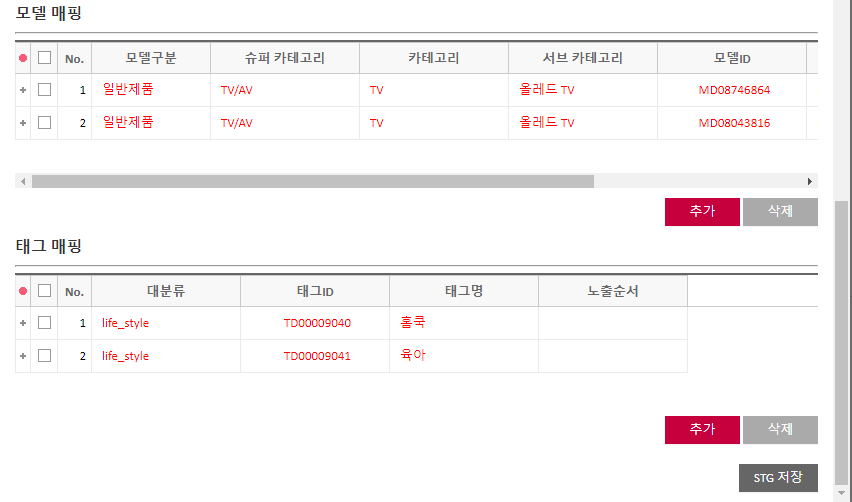 모델 매핑
No. 모델구분 슈퍼 카테고리 카테고리 서브 카테고리 모델ID
1 일반제품 TV/AV TV 올레드 TV MD08746864
2 일반제품 TV/AV TV 올레드 TV MD08043816
추가 삭제
태그 매핑
No. 대분류 태그ID 태그명 노출순서
1 life_style TD00009040 홈쿡
2 life_style TD00009041 육아
추가 삭제
STG 저장